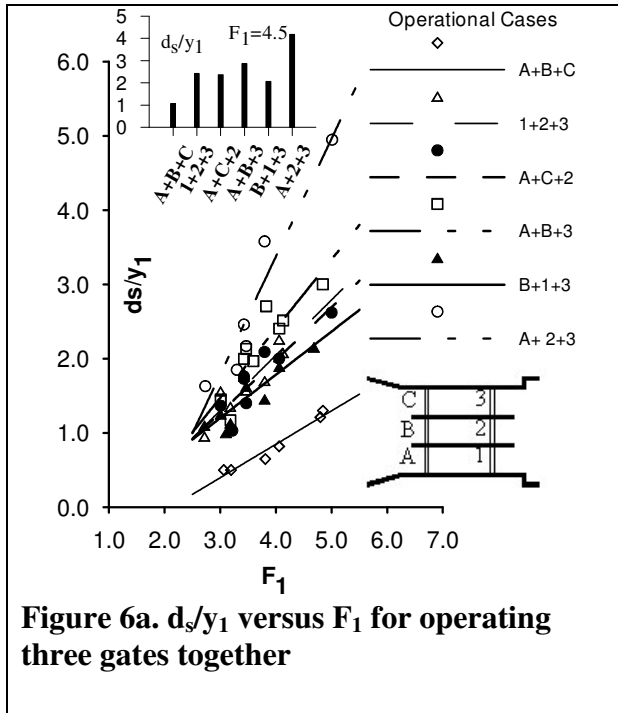 5
4
3
2
1
0
ds/y1
F1=4.5
A+B+C
1+2+3
A+C+2
A+B+3
B+1+3
A+2+3
Operational Cases
A+B+C
1+2+3
A+C+2
A+B+3
B+1+3
A+ 2+3
6.0
5.0
4.0
3.0
2.0
1.0
0.0
ds/y1
1.0 2.0 3.0 4.0 5.0 6.0 7.0
F1
C 3
B 2
A 1
Figure 6a. ds/y1 versus F1 for operating
three gates together